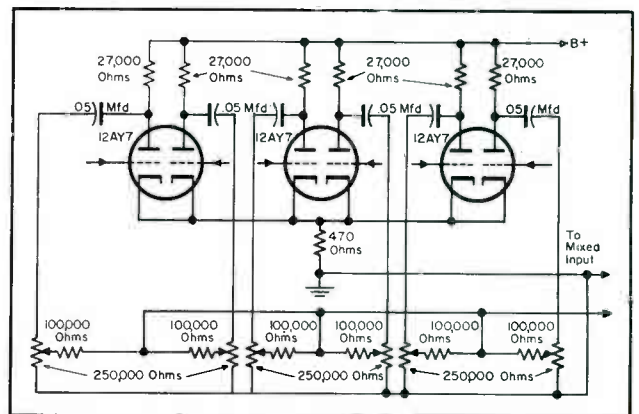 B+
27,000
Ohms
27,000
Ohms
27,000
Ohms
27,000
Ohms
.05 Mfd
.05 Mfd
.05 Mfd
.05 Mfd
12AY7
12AY7
12AY7
470
Ohms
To
Mixed
Input
100,000
Ohms
100,000
Ohms
100,000
Ohms
100,000
Ohms
100,000
Ohms
100,000
Ohms
250,000 Ohms
250,000 Ohms
250,000 Ohms